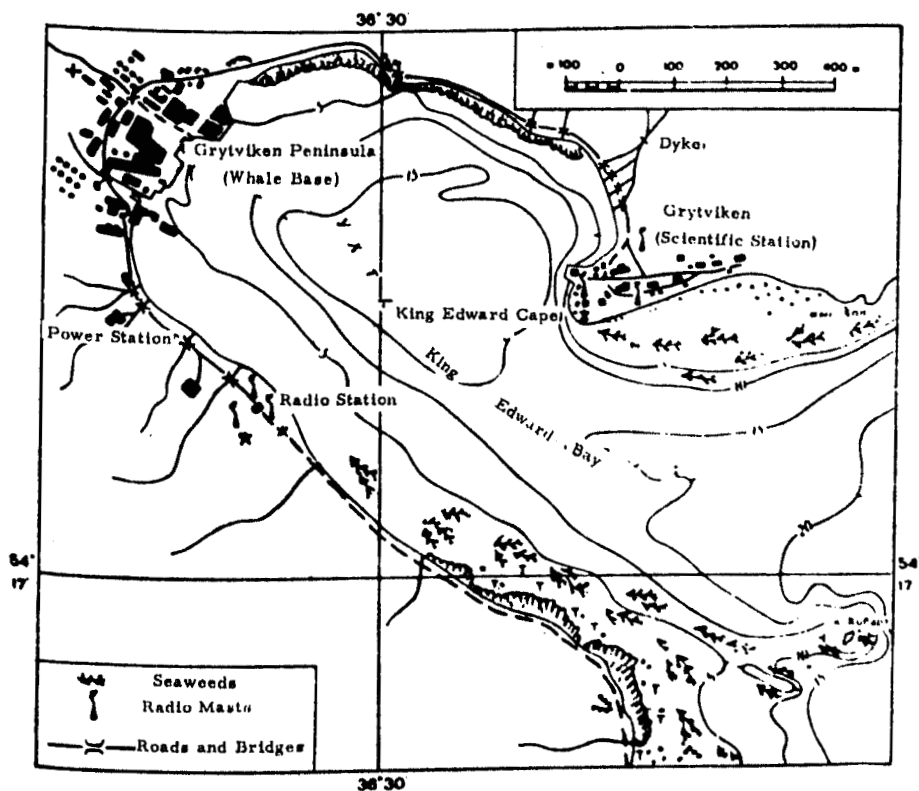 36°30'
100 0 100 200 300 400 m
Dykes
Grytviken Peninsula
(Whale Base)
Grytviken
(Scientific Station)
King Edward Cape
Power Station
King
Edward Bay
Radio Station
54°
17'
54
17
Seaweeds
Radio Masts
Roads and Bridges
36°30